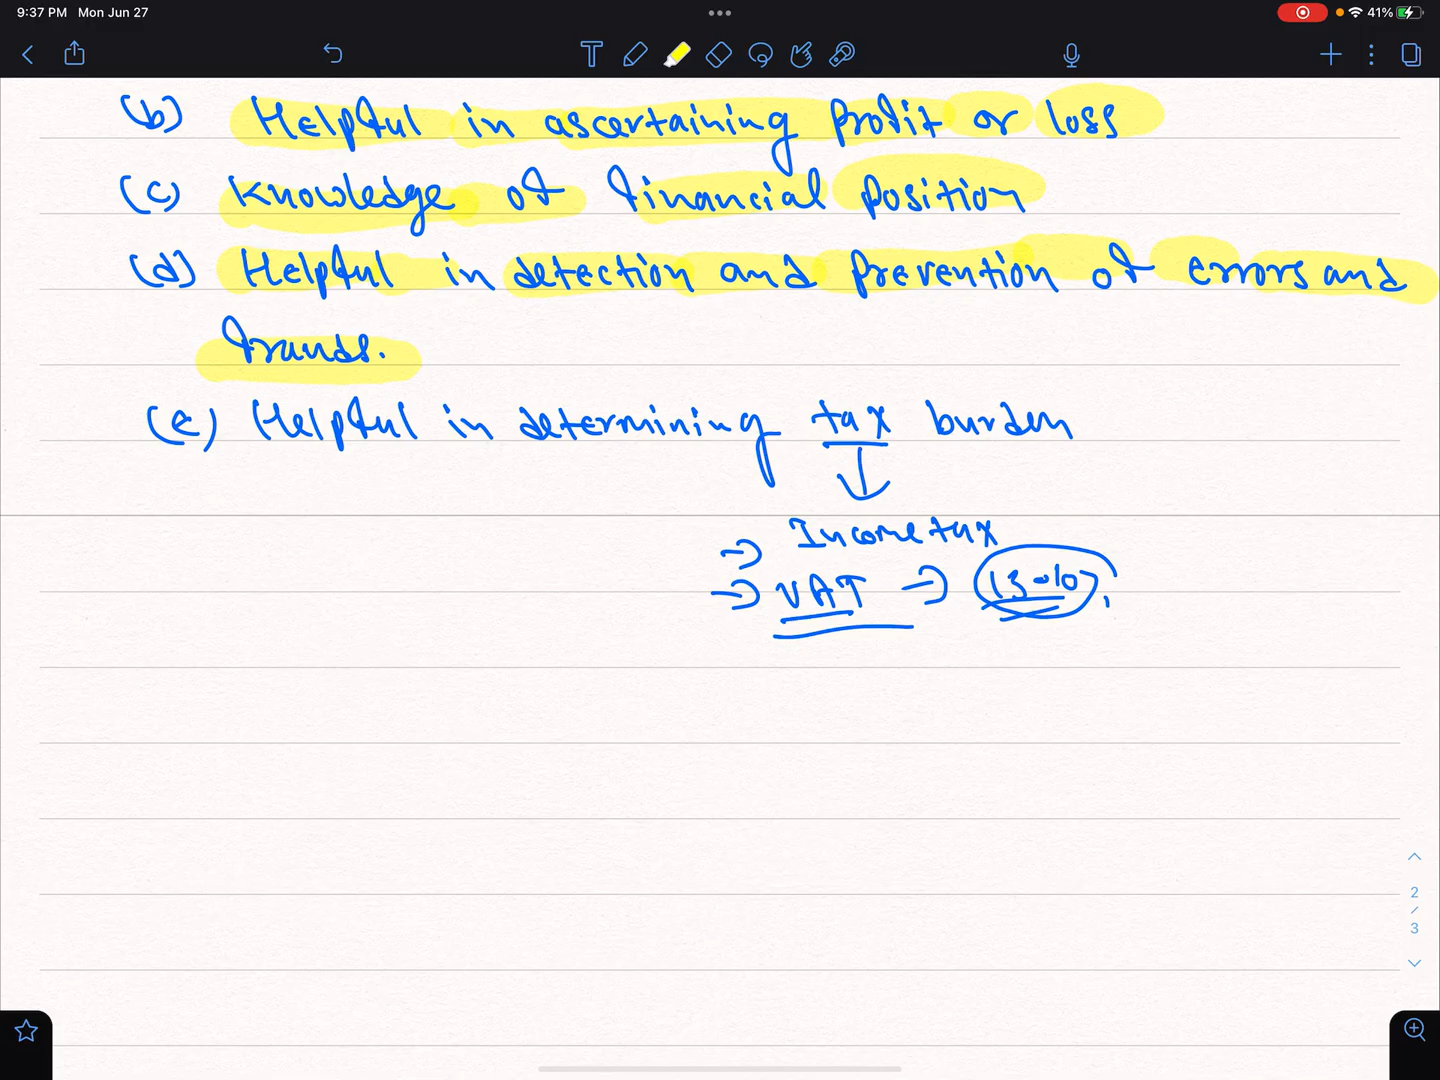 9:37 PM Mon Jun 27
41%
(b) Helpful in ascertaining profit or loss
(c) Knowledge of financial position
(d) Helpful in detection and prevention of errors and
frauds.
(e) Helpful in determining tax burden
Income tax
VAT 13%
2
/
3